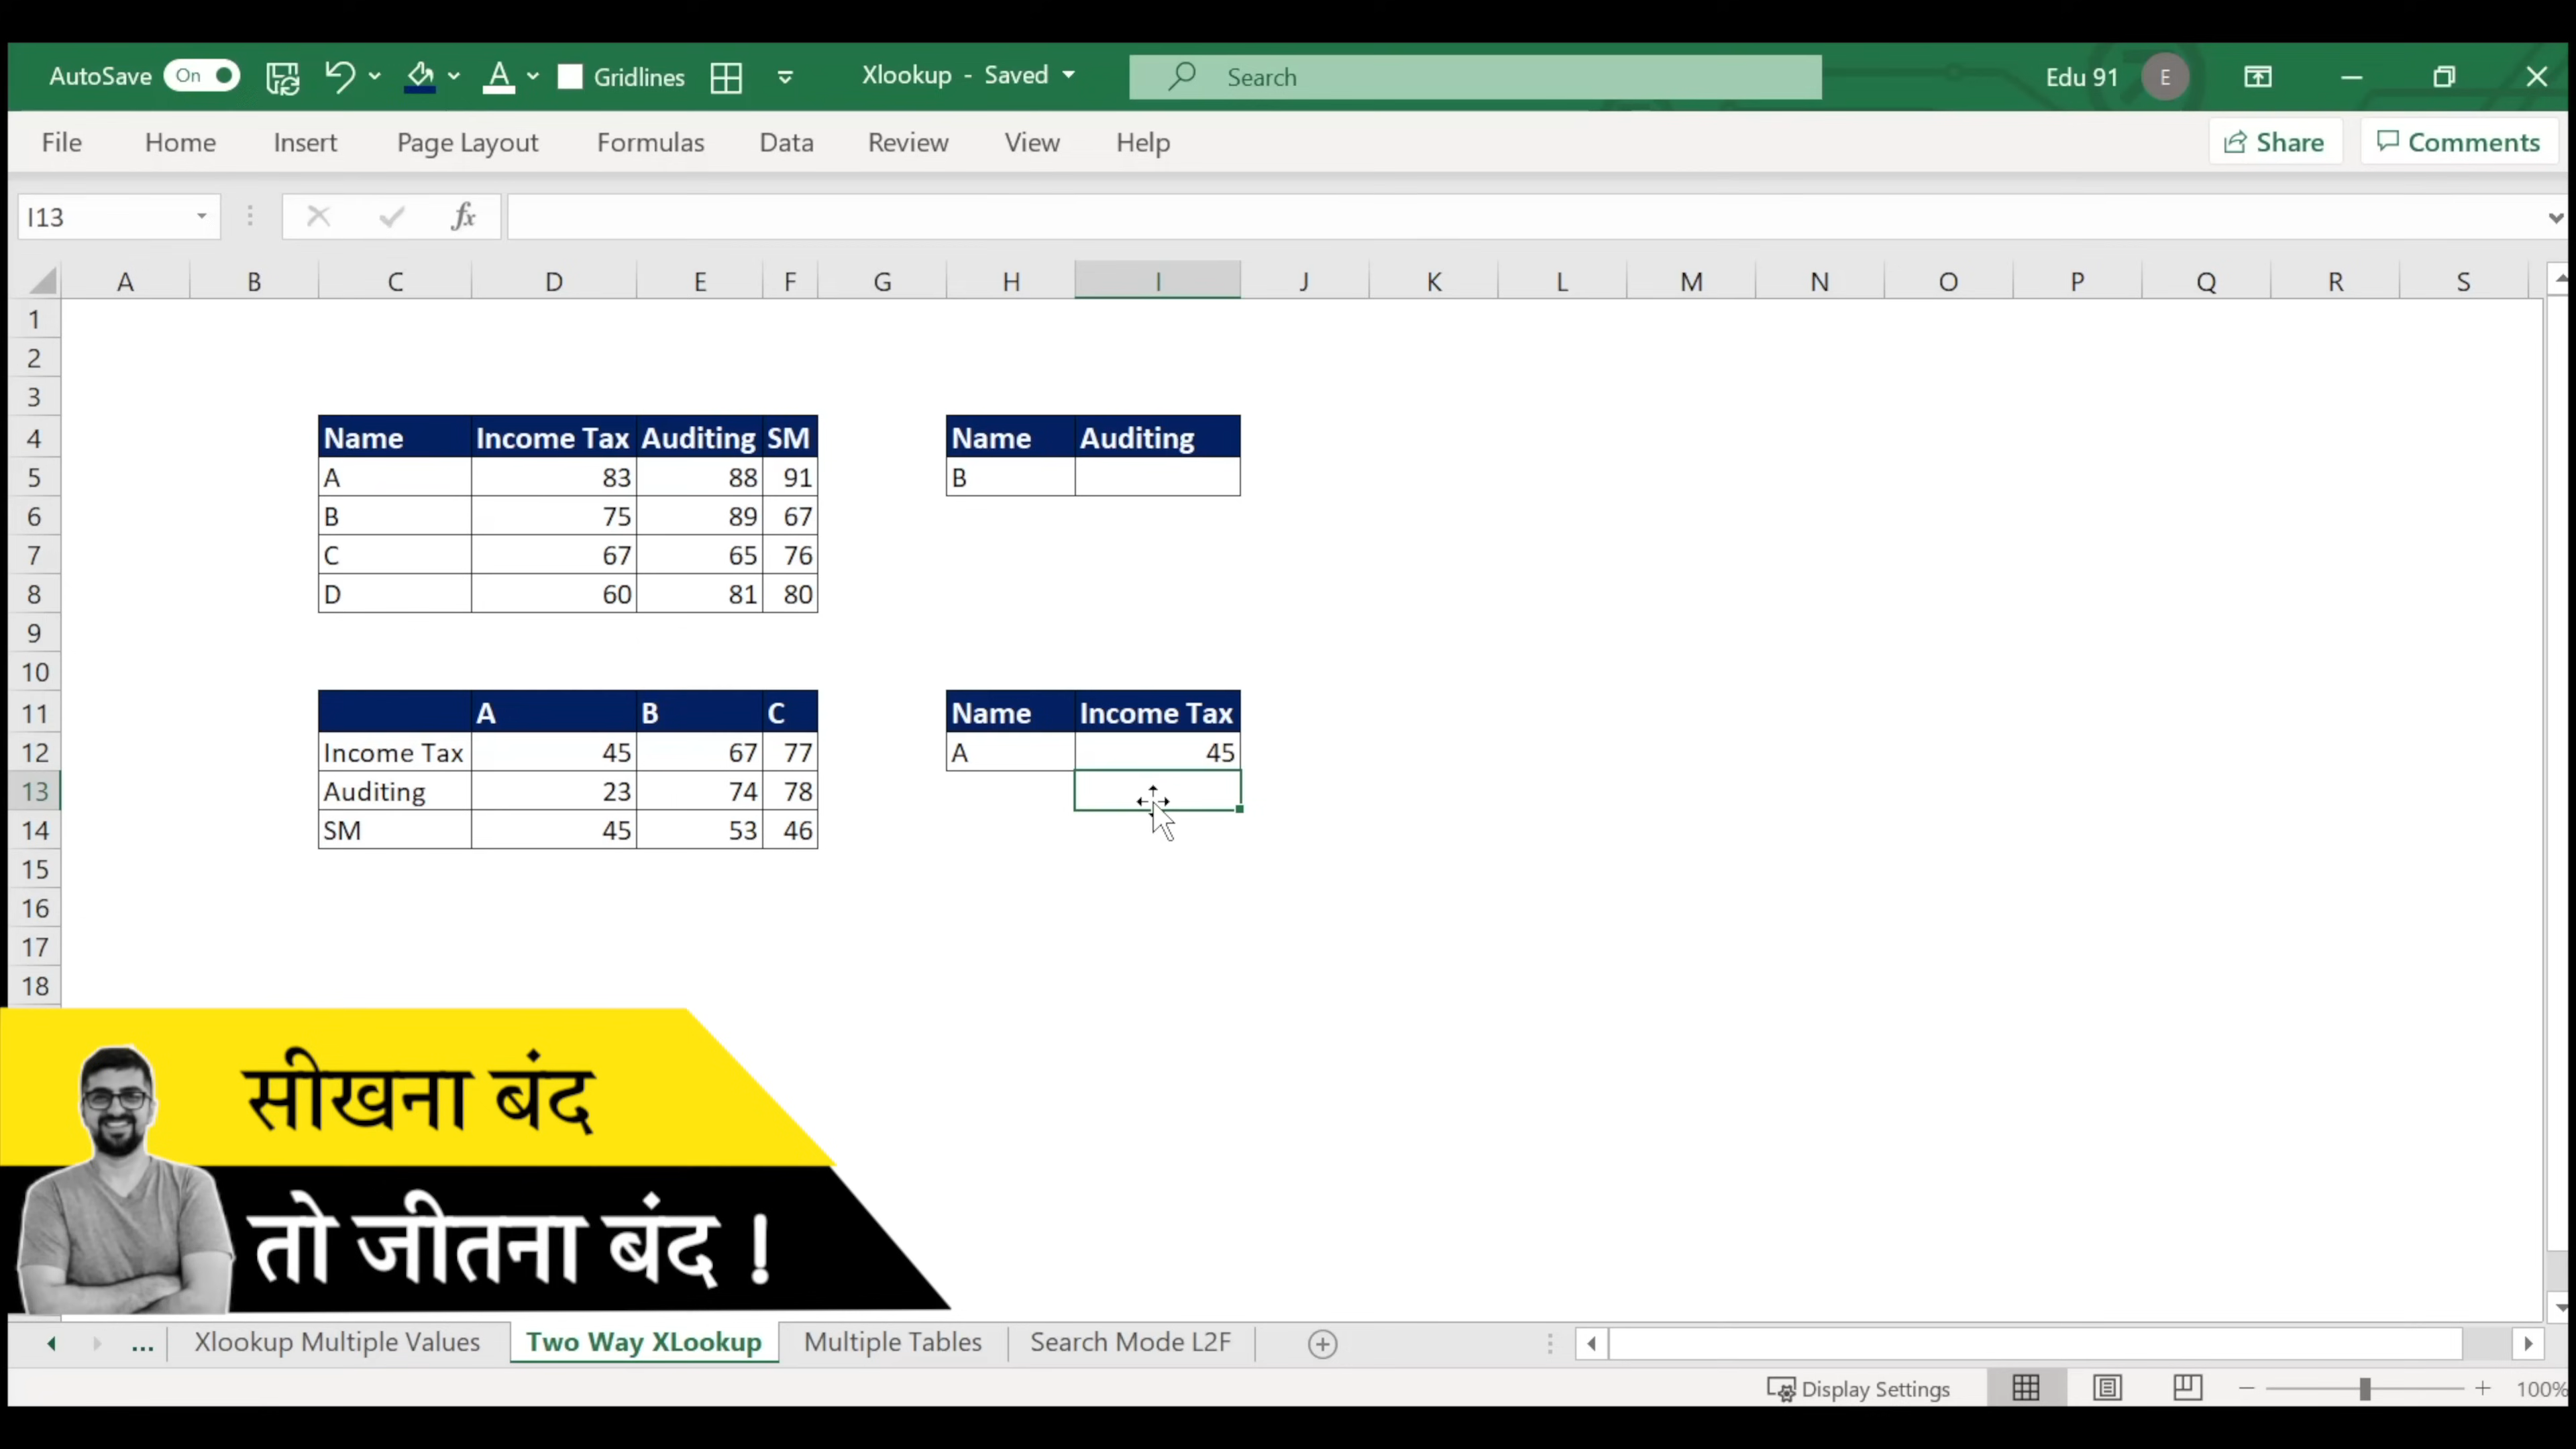 AutoSave On Gridlines Xlookup - Saved Search Edu 91 E
File Home Insert Page Layout Formulas Data Review View Help Share Comments
I13 fx
A B C D E F G H I J K L M N O P Q R S
1
2
3
4 Name Income Tax Auditing SM Name Auditing
5 A 83 88 91 B
6 B 75 89 67
7 C 67 65 76
8 D 60 81 80
9
10
11 A B C Name Income Tax
12 Income Tax 45 67 77 A 45
13 Auditing 23 74 78
14 SM 45 53 46
15
16
17
18
सीखना बंद
तो जीतना बंद !
... Xlookup Multiple Values Two Way XLookup Multiple Tables Search Mode L2F
Display Settings 100%